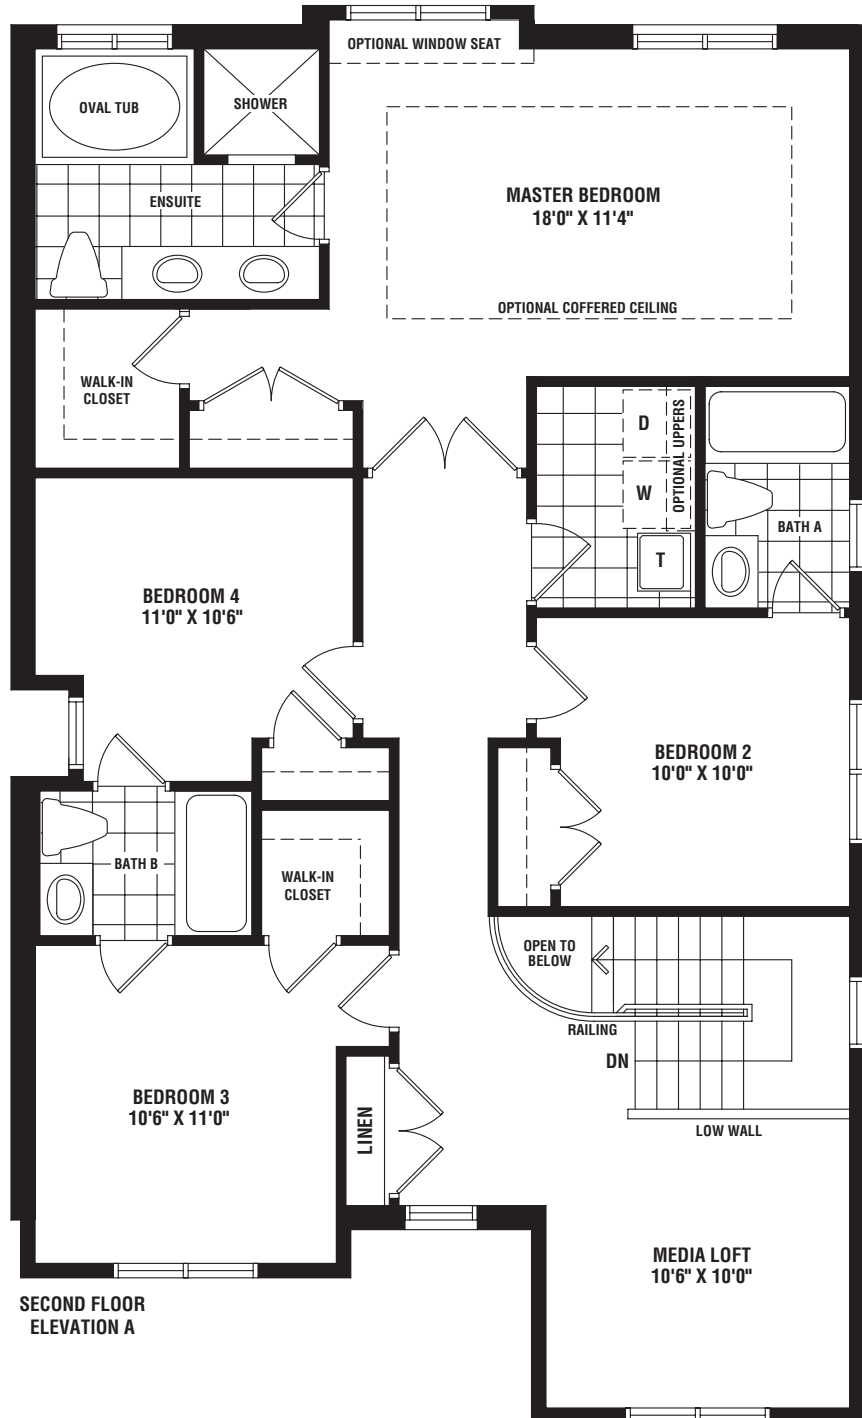 OPTIONAL WINDOW SEAT
OVAL TUB
SHOWER
ENSUITE
MASTER BEDROOM
18'0" X 11'4"
OPTIONAL COFFERED CEILING
WALK-IN
CLOSET
D
W
OPTIONAL UPPERS
T
BATH A
BEDROOM 4
11'0" X 10'6"
BEDROOM 2
10'0" X 10'0"
BATH B
WALK-IN
CLOSET
OPEN TO
BELOW
RAILING
DN
LOW WALL
BEDROOM 3
10'6" X 11'0"
LINEN
MEDIA LOFT
10'6" X 10'0"
SECOND FLOOR
ELEVATION A